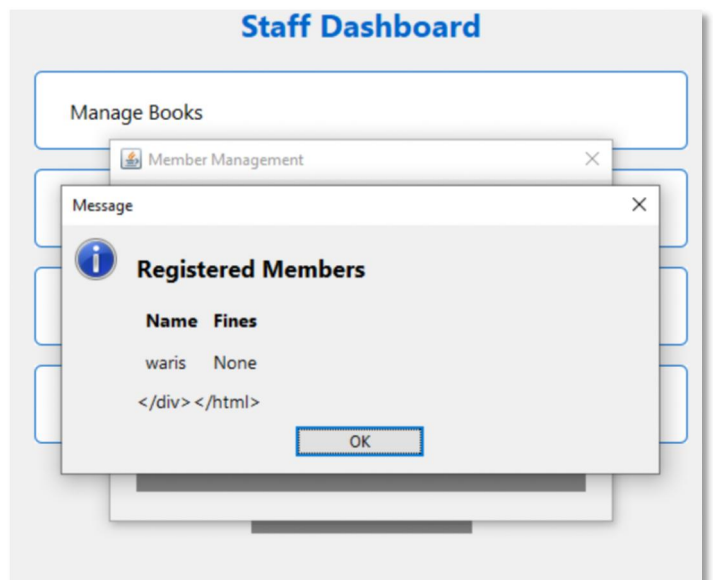 Staff Dashboard
Manage Books
Member Management
Message
Registered Members
Name Fines
waris None
</div></html>
OK